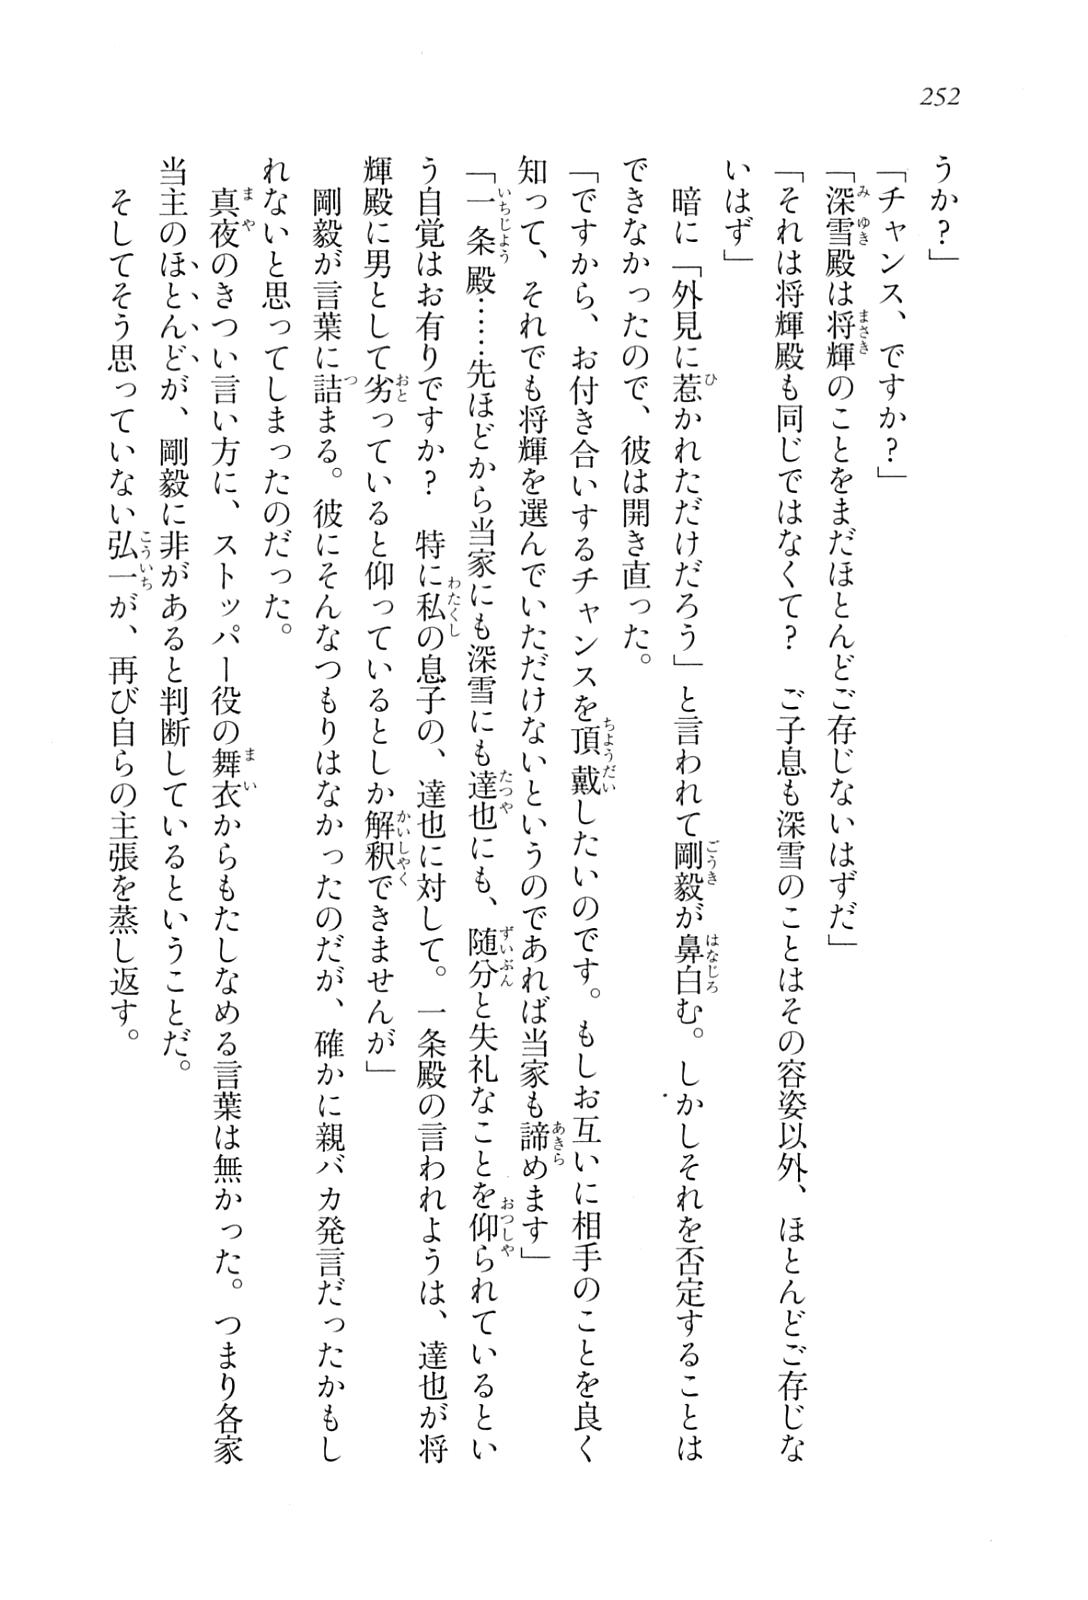 252
うか？」
「チャンス、ですか？」
「深雪殿は将輝のことをまだほとんどご存じないはずだ」
「それは将輝殿も同じではなくて？　ご子息も深雪のことはその容姿以外、ほとんどご存じな
いはず」
　暗に「外見に惹かれただけだろう」と言われて剛毅が鼻白む。しかしそれを否定することは
できなかったので、彼は開き直った。
「ですから、お付き合いするチャンスを頂戴したいのです。もしお互いに相手のことを良く
知って、それでも将輝を選んでいただけないというのであれば当家も諦めます」
「一条殿……先ほどから当家にも深雪にも達也にも、随分と失礼なことを仰られているとい
う自覚はお有りですか？　特に私の息子の、達也に対して。一条殿の言われようは、達也が将
輝殿に男として劣っていると仰っているとしか解釈できませんが」
　剛毅が言葉に詰まる。彼にそんなつもりはなかったのだが、確かに親バカ発言だったかもし
れないと思ってしまったのだった。
　真夜のきつい言い方に、ストッパー役の舞衣からもたしなめる言葉は無かった。つまり各家
当主のほとんどが、剛毅に非があると判断しているということだ。
　そしてそう思っていない弘一が、再び自らの主張を蒸し返す。